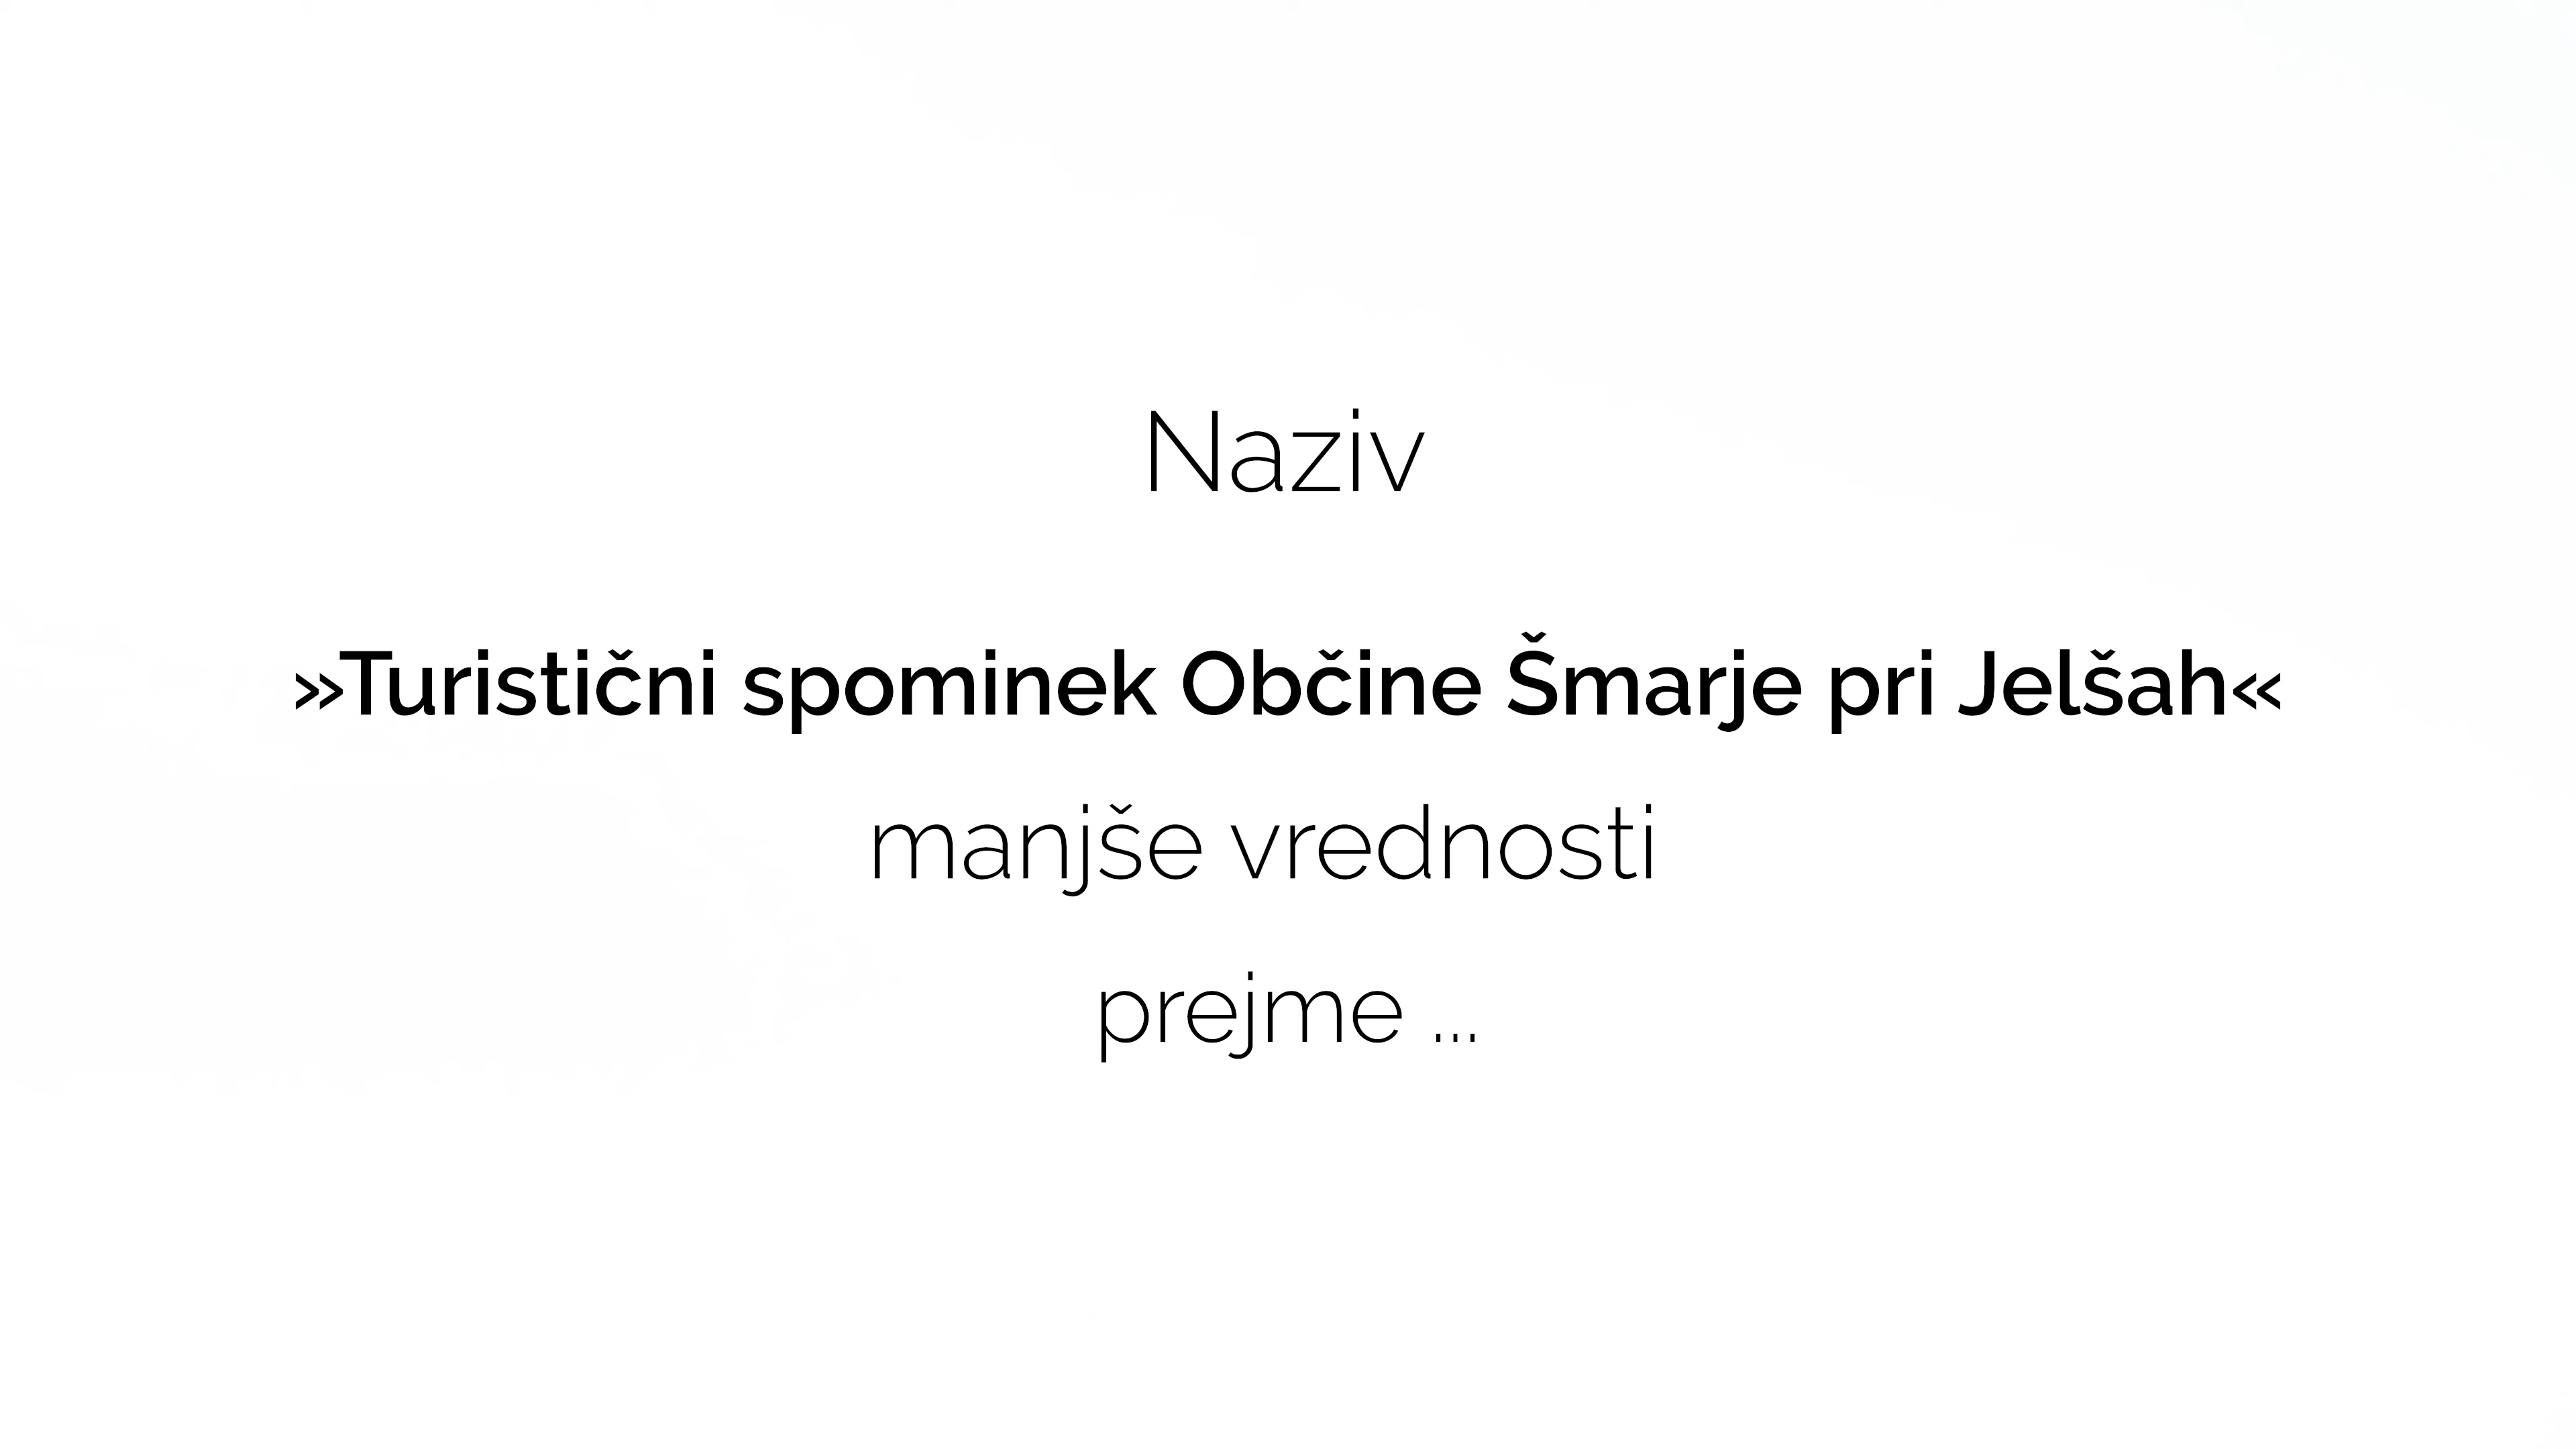 Naziv
»Turistični spominek Občine Šmarje pri Jelšah«
manjše vrednosti
prejme ...